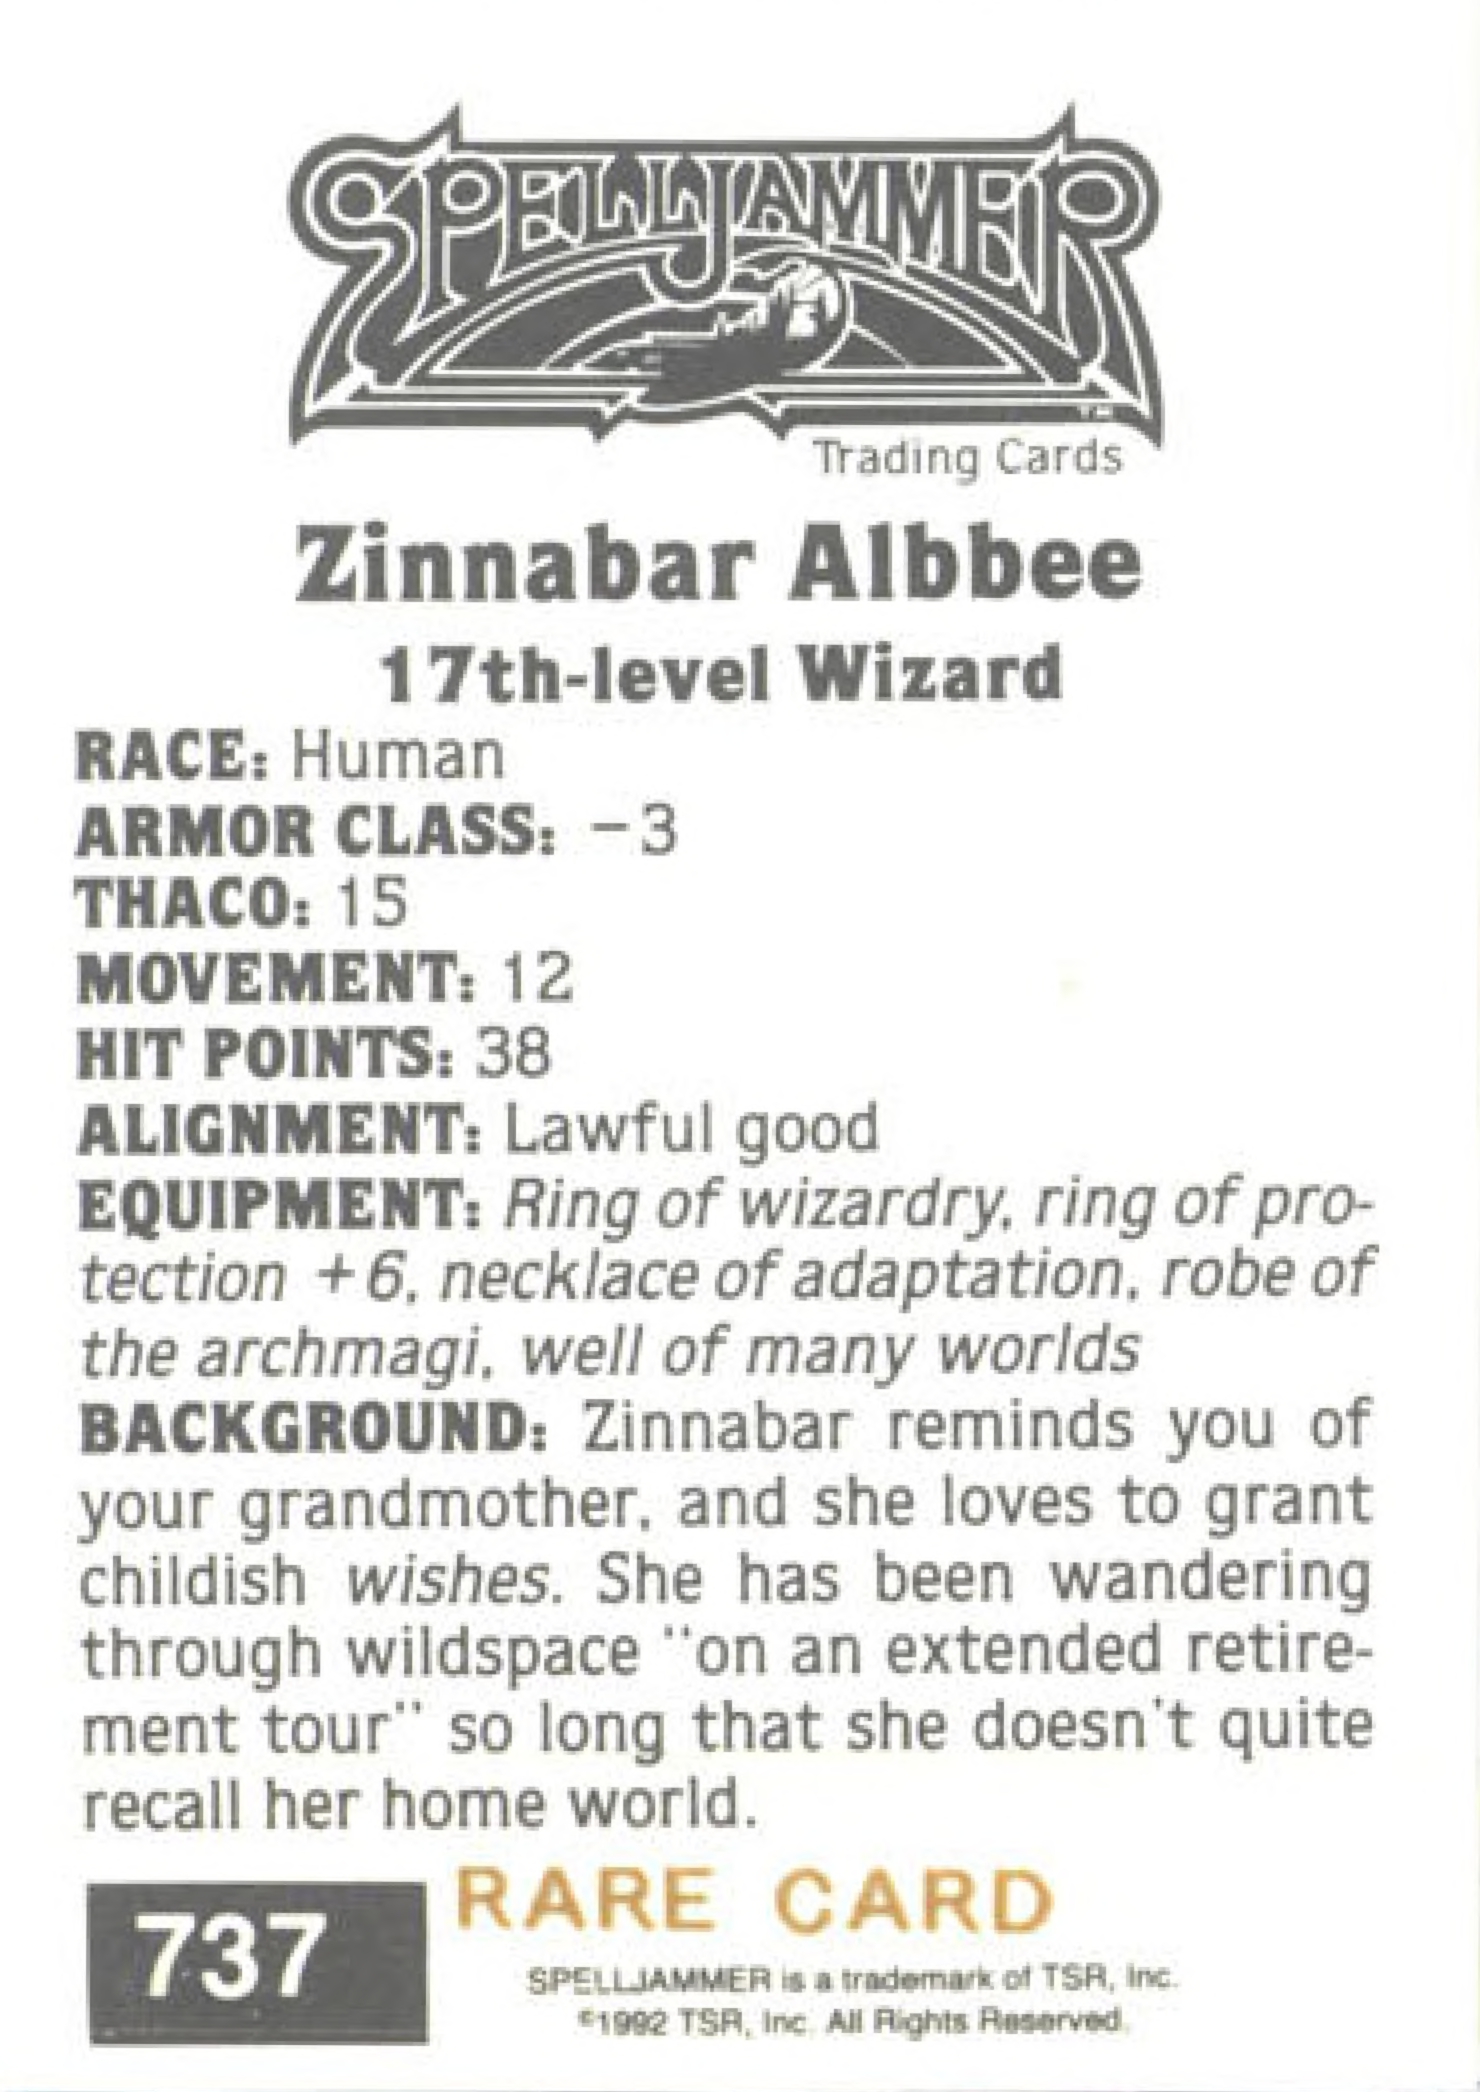 SPELLJAMMER
TM
Trading Cards
Zinnabar Albbee
17th-level Wizard
RACE: Human
ARMOR CLASS: −3
THACO: 15
MOVEMENT: 12
HIT POINTS: 38
ALIGNMENT: Lawful good
EQUIPMENT: Ring of wizardry, ring of pro-
tection +6, necklace of adaptation, robe of
the archmagi, well of many worlds
BACKGROUND: Zinnabar reminds you of
your grandmother, and she loves to grant
childish wishes. She has been wandering
through wildspace "on an extended retire-
ment tour" so long that she doesn't quite
recall her home world.
RARE CARD
737
SPELLJAMMER is a trademark of TSR, Inc.
©1992 TSR, Inc. All Rights Reserved.